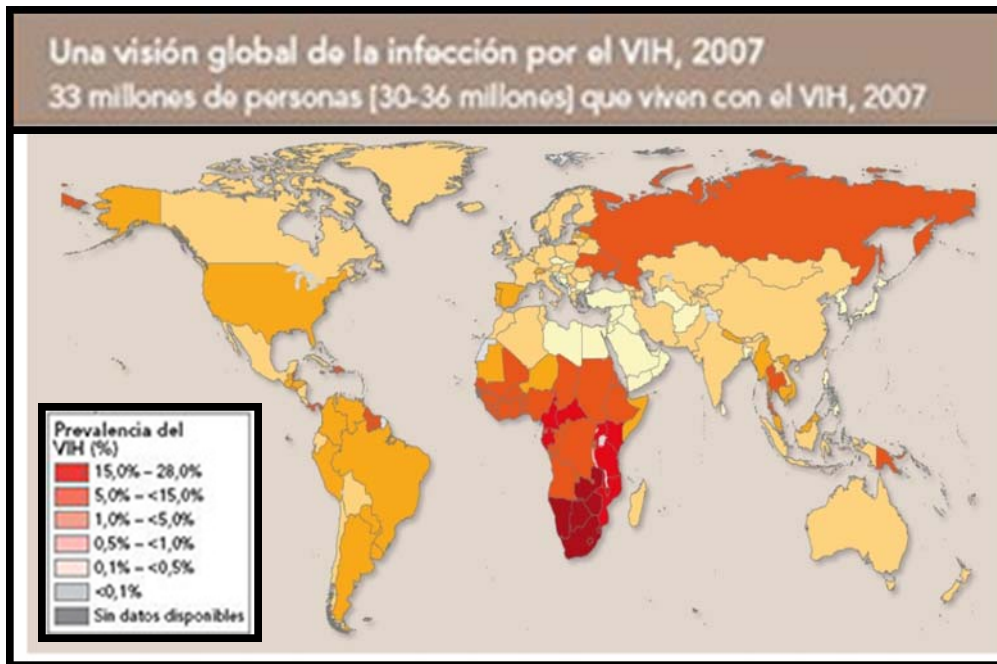 Una visión global de la infección por el VIH, 2007
33 millones de personas [30-36 millones] que viven con el VIH, 2007
Prevalencia del
VIH (%)
15,0% – 28,0%
5,0% – <15,0%
1,0% – <5,0%
0,5% – <1,0%
0,1% – <0,5%
<0,1%
Sin datos disponibles